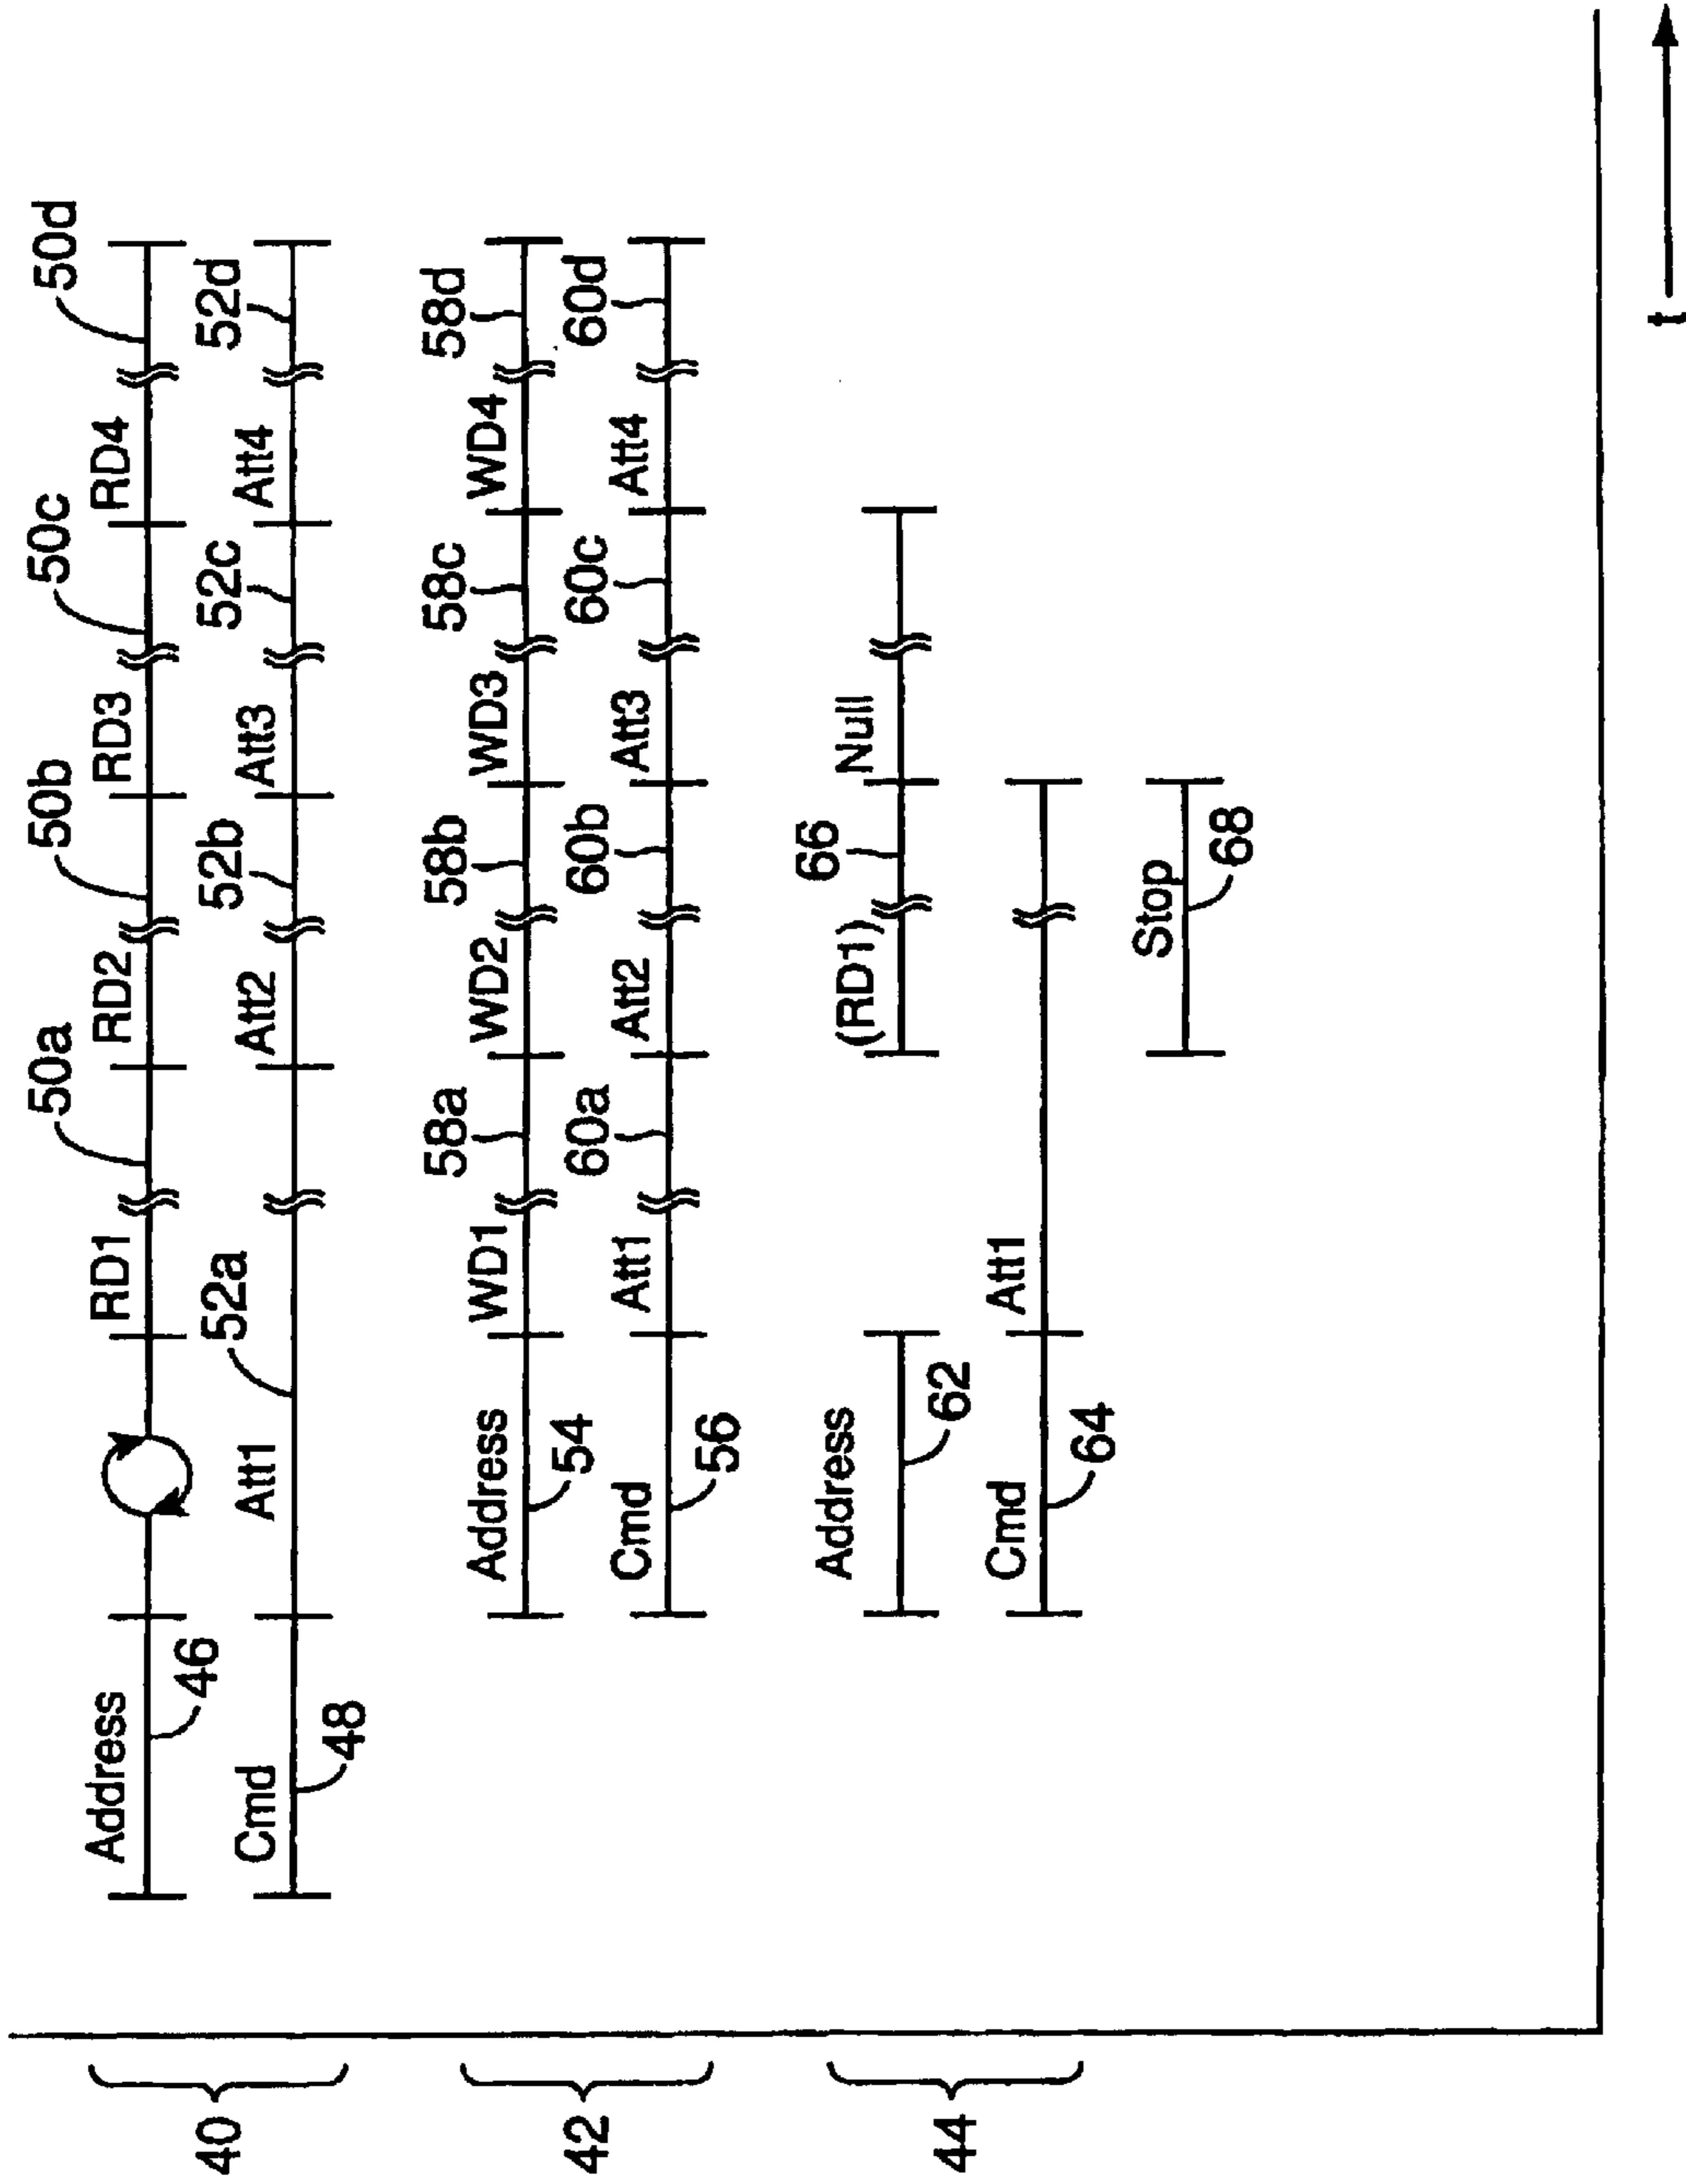 50a 50b 50c 50d
Address RD1 RD2 RD3 RD4
46
52a 52b 52c 52d
40
Cmd Att1 Att2 Att3 Att4
48
58a 58b 58c 58d
Address WD1 WD2 WD3 WD4
54
60a 60b 60c 60d
42
Cmd Att1 Att2 Att3 Att4
56
66
Address (RD1) Null
62
44
Cmd Att1
64
Stop
68
t